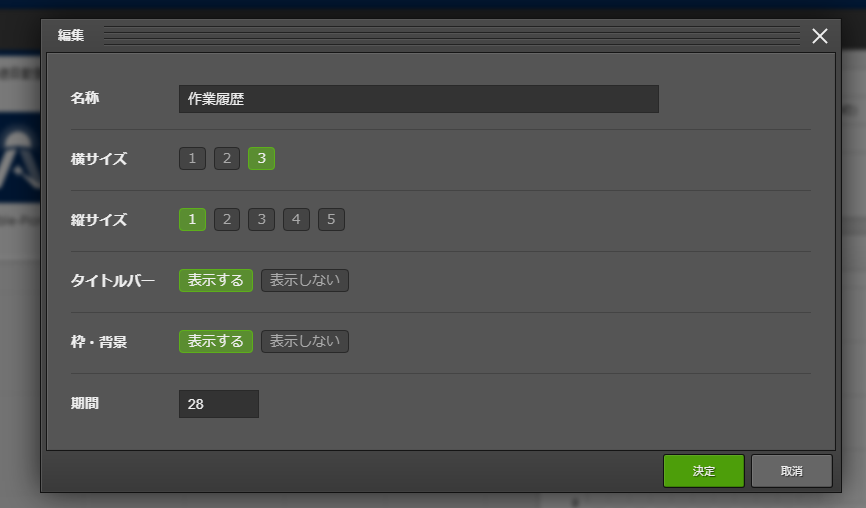 編集
名称
作業履歴
横サイズ
1 2 3
縦サイズ
1 2 3 4 5
タイトルバー
表示する 表示しない
枠・背景
表示する 表示しない
期間
28
決定 取消